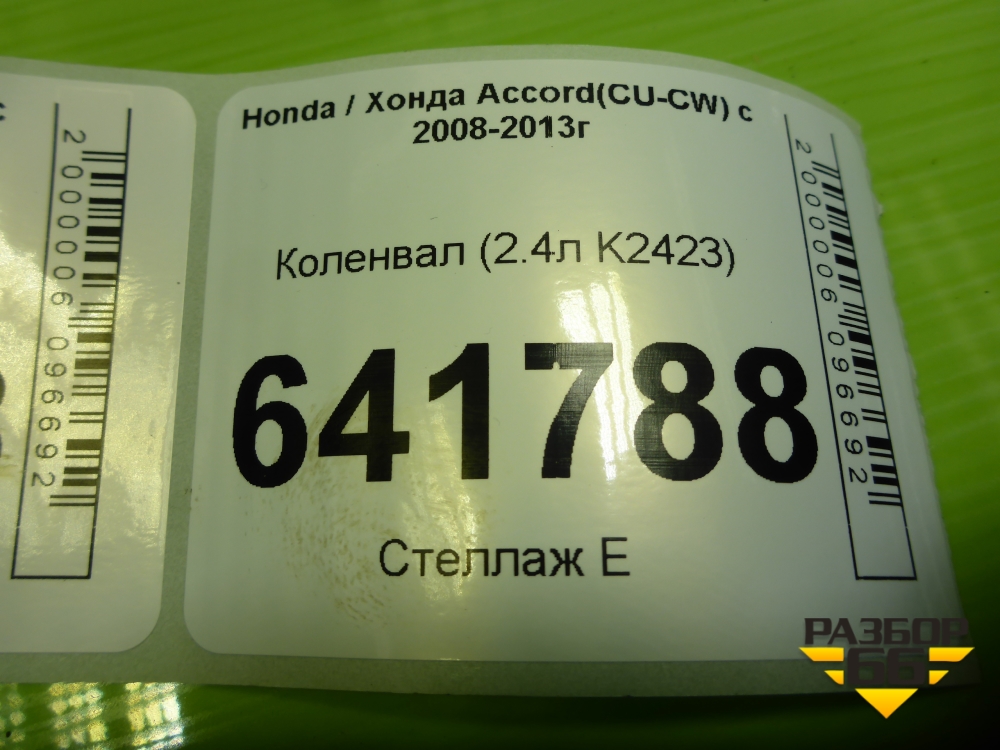 Honda / Хонда Accord(CU-CW) с
2008-2013г
Коленвал (2.4л K2423)
641788
Стеллаж Е
2000006096692
2000006096692
РАЗБОР
66